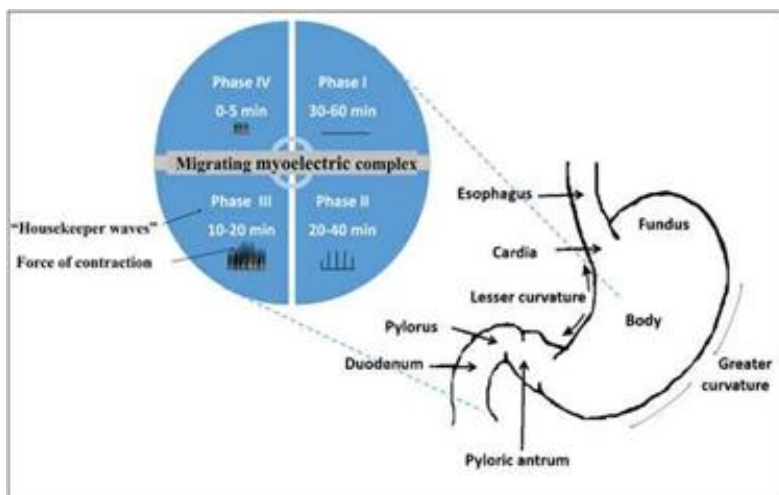 Phase IV
0-5 min
Phase I
30-60 min
Migrating myoelectric complex
Phase III
10-20 min
Phase II
20-40 min
"Housekeeper waves"
Force of contraction
Esophagus
Fundus
Cardia
Lesser curvature
Body
Pylorus
Duodenum
Greater
curvature
Pyloric antrum